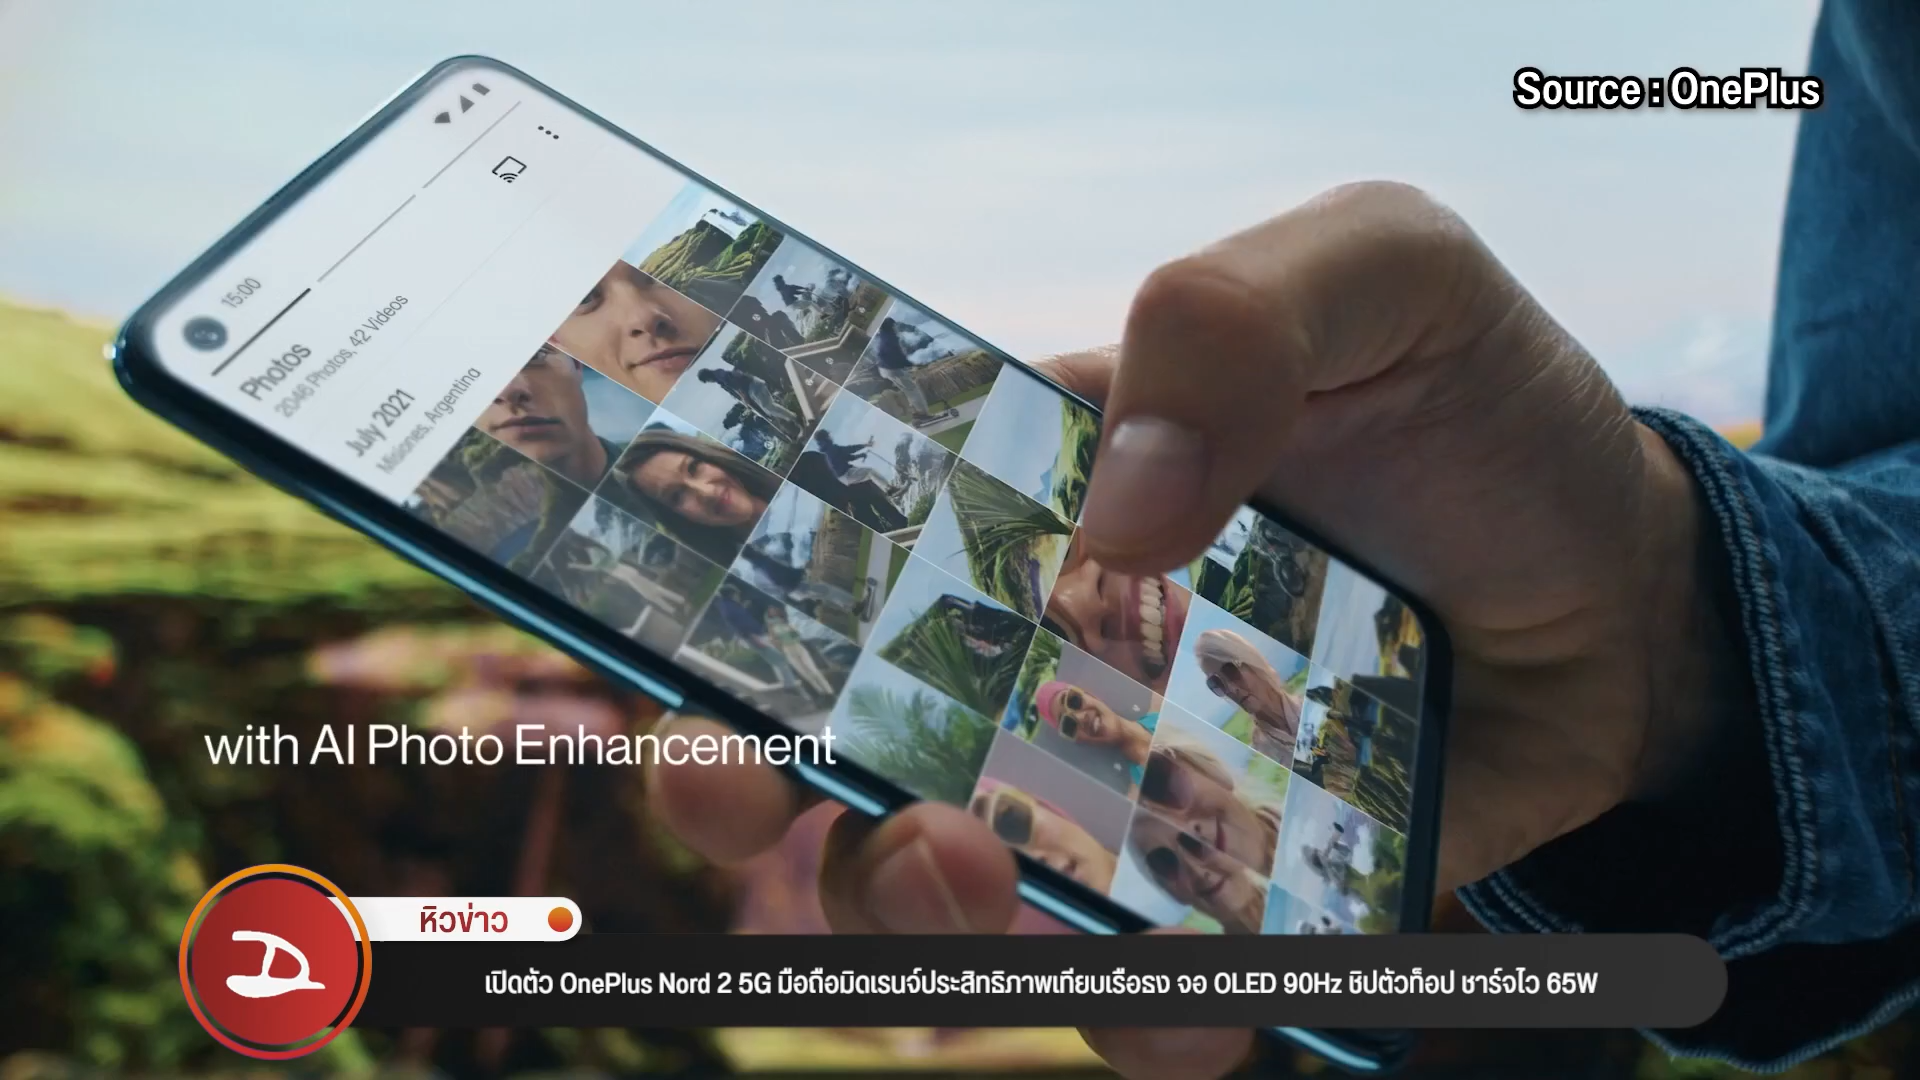 Source : OnePlus
15:00
Photos
2046 Photos, 42 Videos
July 2021
Misiones, Argentina
with AI Photo Enhancement
หิวข่าว
เปิดตัว OnePlus Nord 2 5G มือถือมิดเรนจ์ประสิทธิภาพเทียบเรือธง จอ OLED 90Hz ชิปตัวท็อป ชาร์จไว 65W